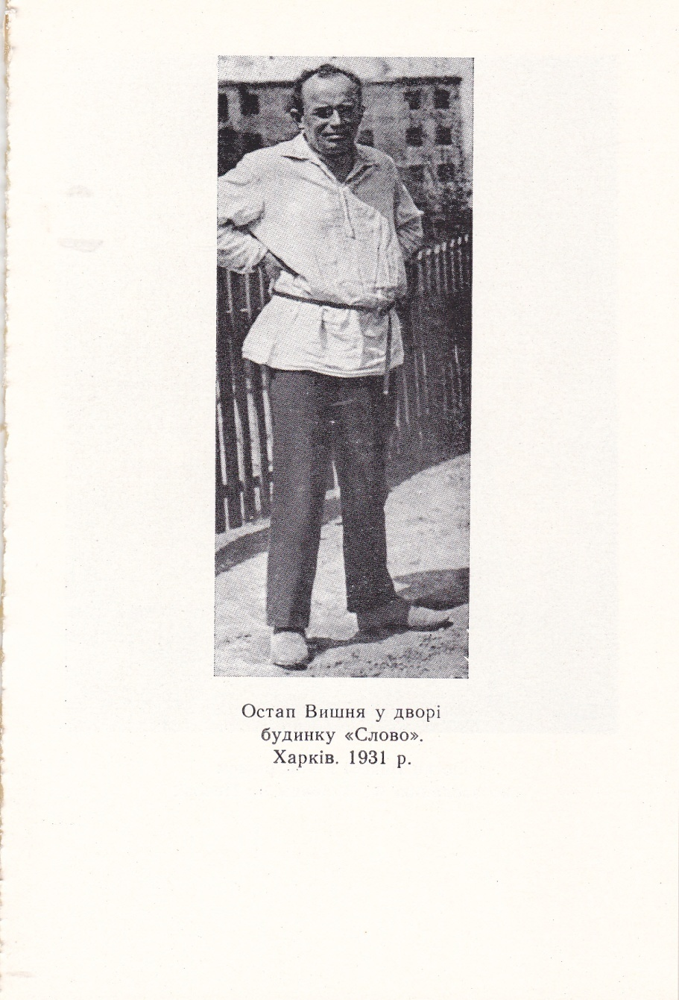 Остап Вишня у дворі
будинку «Слово».
Харків. 1931 р.